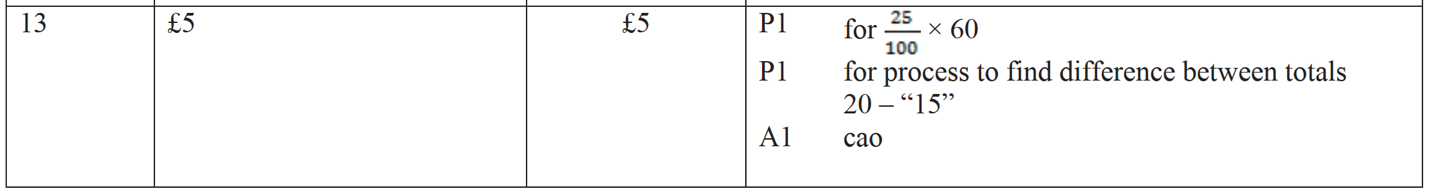 13 £5 £5 P1 for 25/100 × 60
P1 for process to find difference between totals
20 – “15”
A1 cao